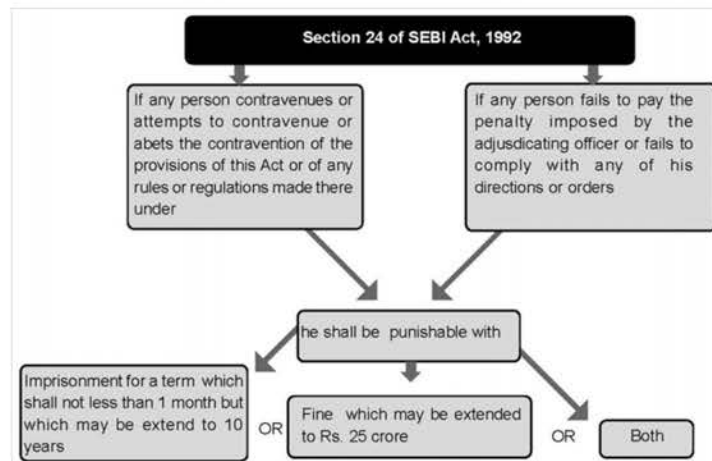 Section 24 of SEBI Act, 1992
If any person contravenes or
attempts to contravenue or
abets the contravention of the
provisions of this Act or of any
rules or regulations made there
under
If any person fails to pay the
penalty imposed by the
adjusdicating officer or fails to
comply with any of his
directions or orders
he shall be punishable with
Imprisonment for a term which
shall not less than 1 month but
which may be extend to 10
years
OR
Fine which may be extended
to Rs. 25 crore
OR
Both